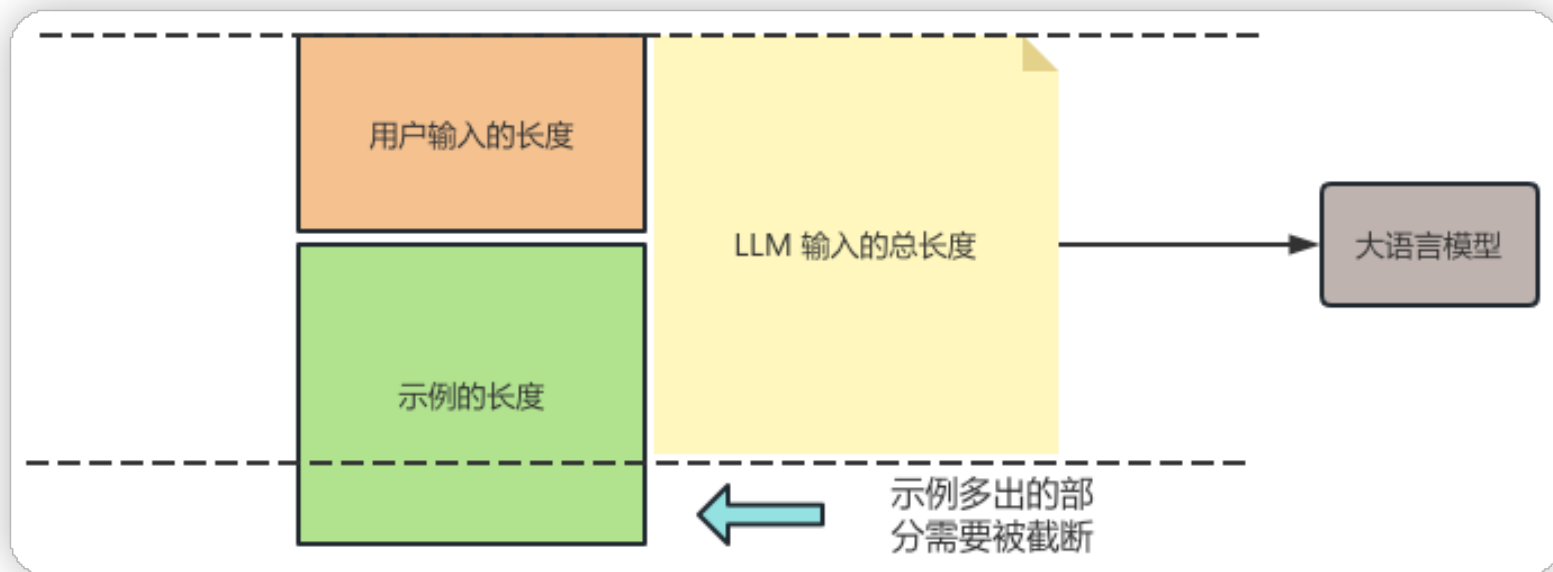 用户输入的长度
LLM 输入的总长度
大语言模型
示例的长度
示例多出的部
分需要被截断